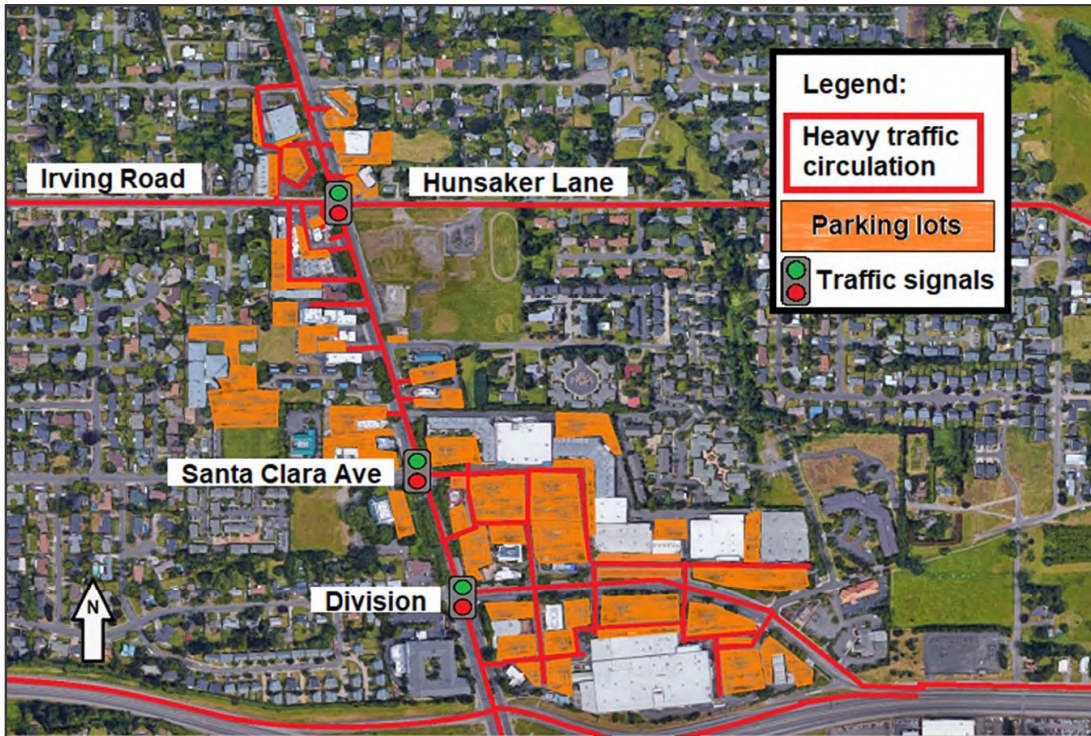 Legend:
Heavy traffic
circulation
Irving Road
Hunsaker Lane
Parking lots
Traffic signals
Santa Clara Ave
Division
N